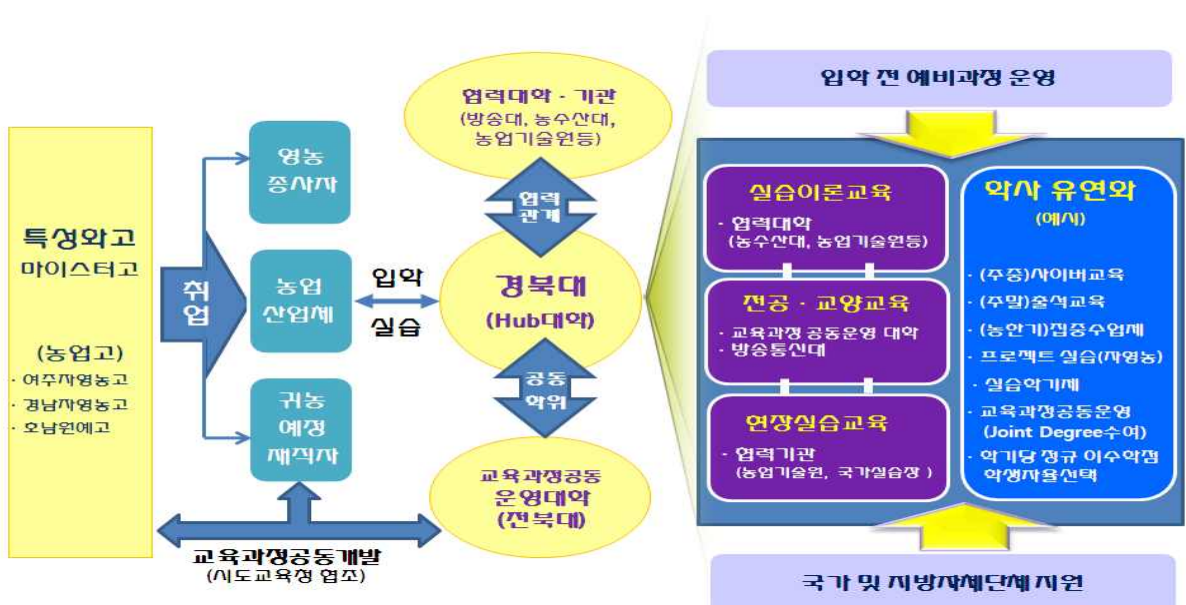 특성화고
마이스터고
(농업고)
· 여주자영농고
· 경남자영농고
· 호남원예고
취업
영농
종사자
농업
산업체
귀농
예정
재직자
입학
실습
교육과정공동개발
(시도교육청 협조)
협력대학 · 기관
(방송대, 농수산대,
농업기술원등)
협력
관계
경북대
(Hub대학)
공동
학위
교육과정공동
운영대학
(전북대)
입학 전 예비과정 운영
실습이론교육
· 협력대학
(농수산대, 농업기술원등)
전공 · 교양교육
· 교육과정 공동운영 대학
· 방송통신대
현장실습교육
· 협력기관
(농업기술원, 국가실습장 )
학사 유연화
(예시)
· (주중)사이버교육
· (주말)출석교육
· (농한기)집중수업제
· 프로젝트 실습(자영농)
· 실습학기제
· 교육과정공동운영
(Joint Degree수여)
· 학기당 정규 이수학점
학생자율선택
국가 및 지방자체단체 지원